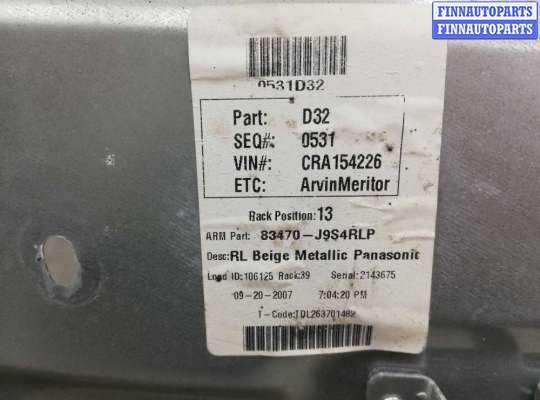 FINNAUTOPARTS
FINNAUTOPARTS
0531D32
Part: D32
SEQ#: 0531
VIN#: CRA154226
ETC: ArvinMeritor
Rack Position: 13
ARM Part: 83470-J9S4RLP
Desc: RL Beige Metallic Panasonic
Load ID: 106125 Rack: 39 Serial: 2143675
09-20-2007 7:04:20 PM
T-Code: TDL263701482